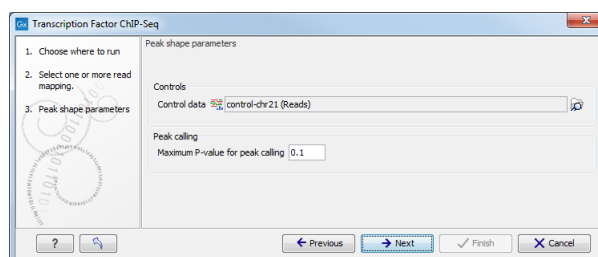 Gx Transcription Factor ChIP-Seq
1. Choose where to run
2. Select one or more read
mapping.
3. Peak shape parameters
Peak shape parameters
Controls
Control data control-chr21 (Reads)
Peak calling
Maximum P-value for peak calling 0.1
? Previous Next Finish Cancel